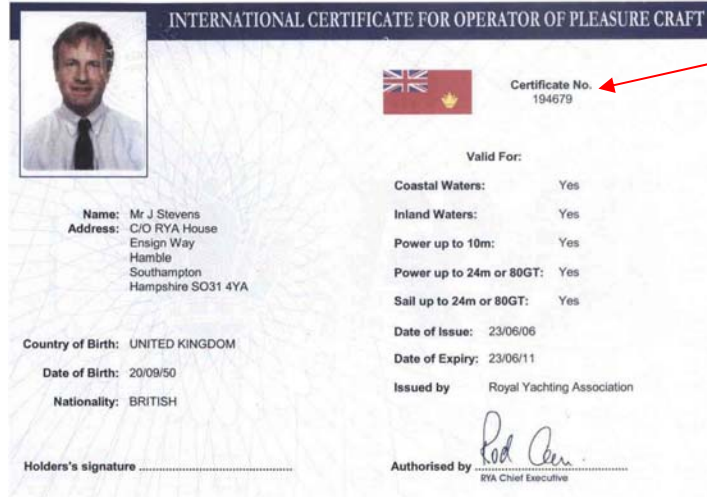 INTERNATIONAL CERTIFICATE FOR OPERATOR OF PLEASURE CRAFT
Certificate No.
194679
Valid For:
Coastal Waters: Yes
Inland Waters: Yes
Power up to 10m: Yes
Power up to 24m or 80GT: Yes
Sail up to 24m or 80GT: Yes
Date of Issue: 23/06/06
Date of Expiry: 23/06/11
Issued by Royal Yachting Association
Authorised by
RYA Chief Executive
Name: Mr J Stevens
Address: C/O RYA House
Ensign Way
Hamble
Southampton
Hampshire SO31 4YA
Country of Birth: UNITED KINGDOM
Date of Birth: 20/09/50
Nationality: BRITISH
Holders's signature